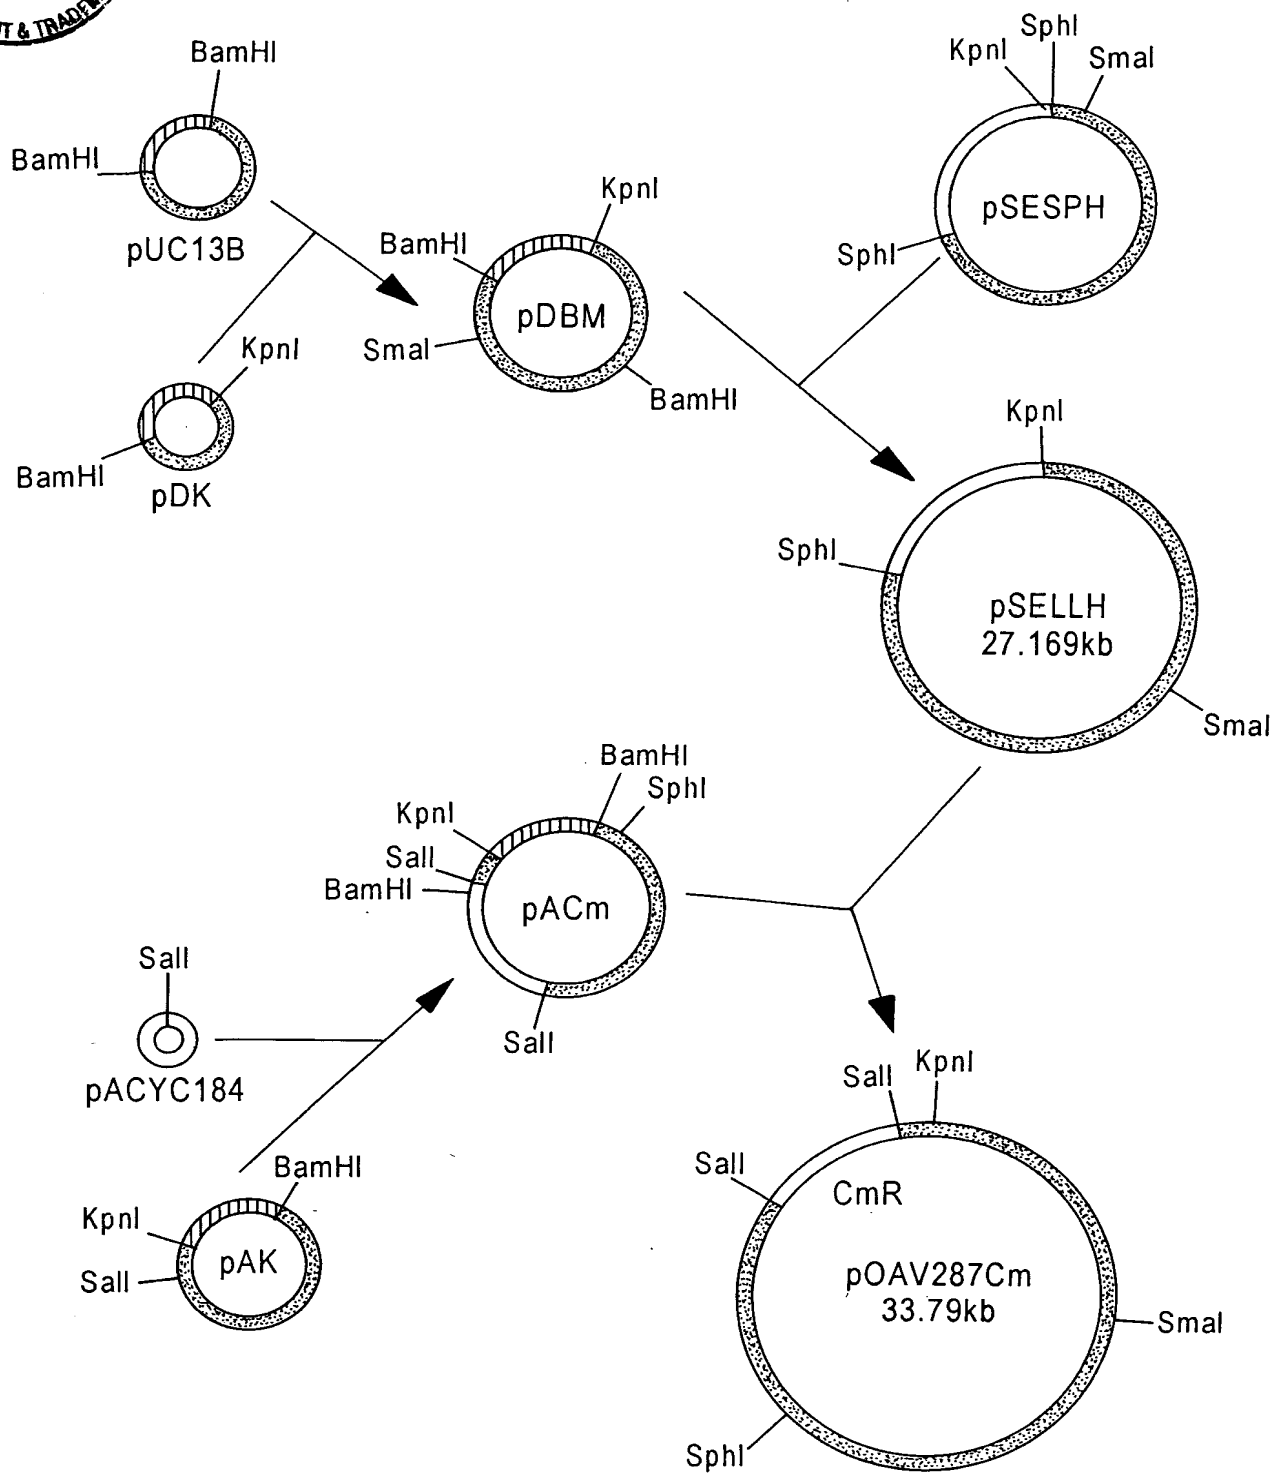 & TRADEM
BamHI
BamHI
pUC13B
KpnI
BamHI
pDK
BamHI
KpnI
pDBM
SmaI
BamHI
KpnI
SphI
SmaI
pSESPH
SphI
KpnI
SphI
pSELLH
27.169kb
SmaI
BamHI
SphI
KpnI
SalI
BamHI
pACm
SalI
SalI
pACYC184
BamHI
KpnI
pAK
SalI
SalI
KpnI
SalI
CmR
pOAV287Cm
33.79kb
SmaI
SphI